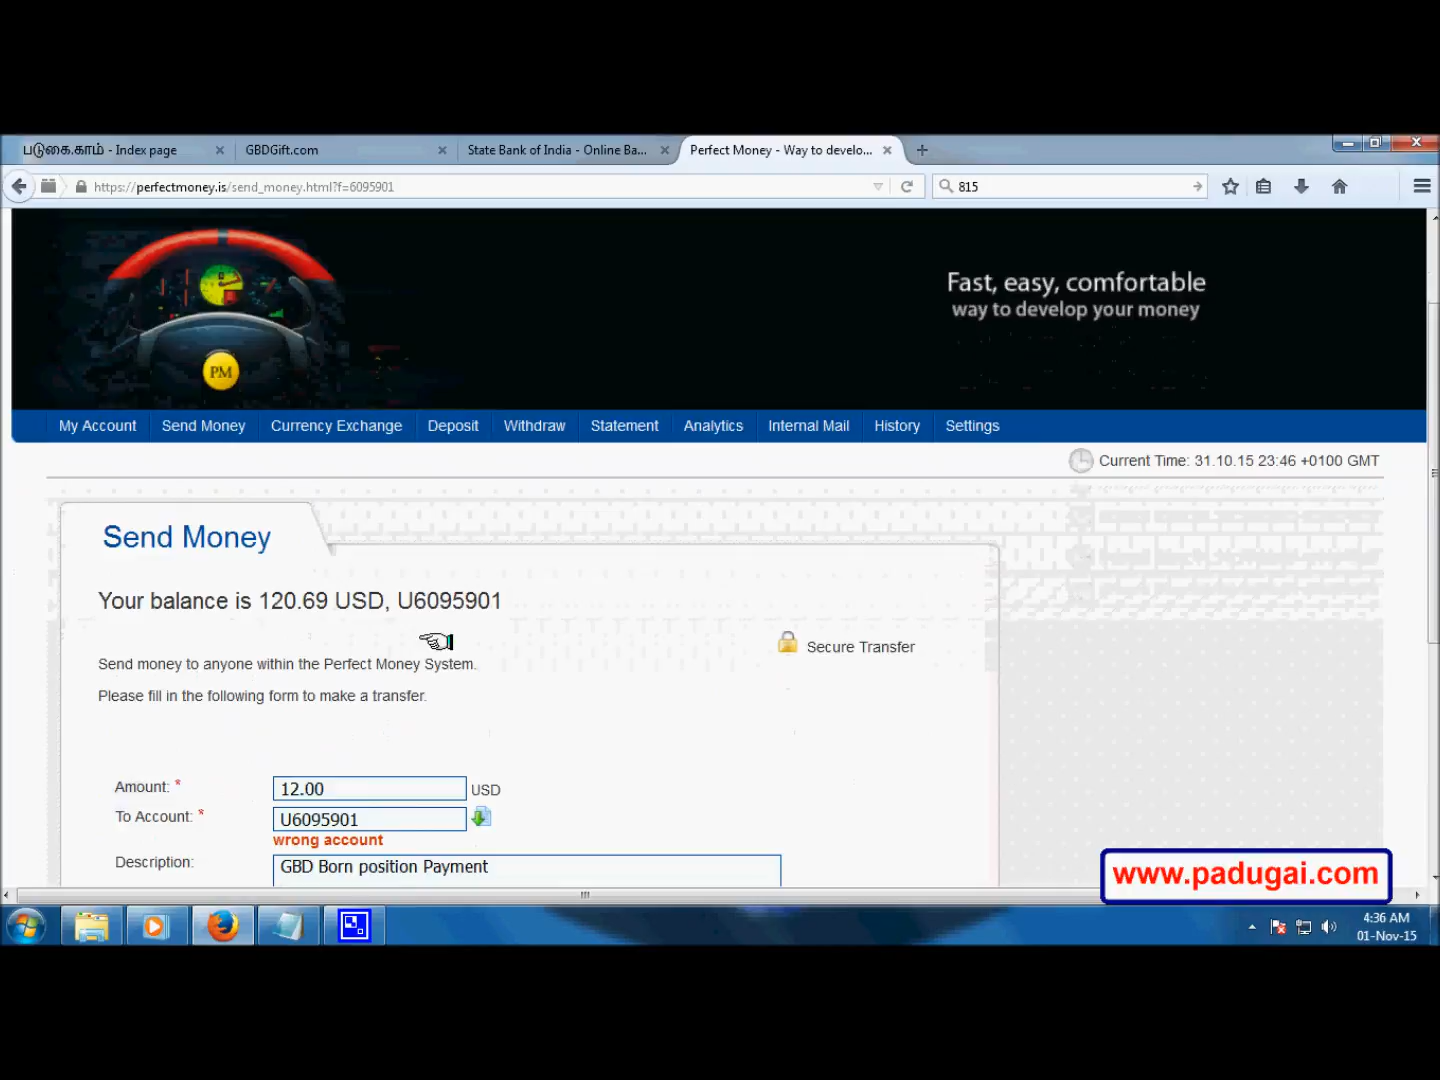 படுகை.காம் - Index page
GBDGift.com
State Bank of India - Online Ba...
Perfect Money - Way to develo...
https://perfectmoney.is/send_money.html?f=6095901
815
Fast, easy, comfortable
way to develop your money
PM
My Account
Send Money
Currency Exchange
Deposit
Withdraw
Statement
Analytics
Internal Mail
History
Settings
Current Time: 31.10.15 23:46 +0100 GMT
Send Money
Your balance is 120.69 USD, U6095901
Secure Transfer
Send money to anyone within the Perfect Money System.
Please fill in the following form to make a transfer.
Amount: *
12.00
USD
To Account: *
U6095901
wrong account
Description:
GBD Born position Payment
www.padugai.com
4:36 AM
01-Nov-15